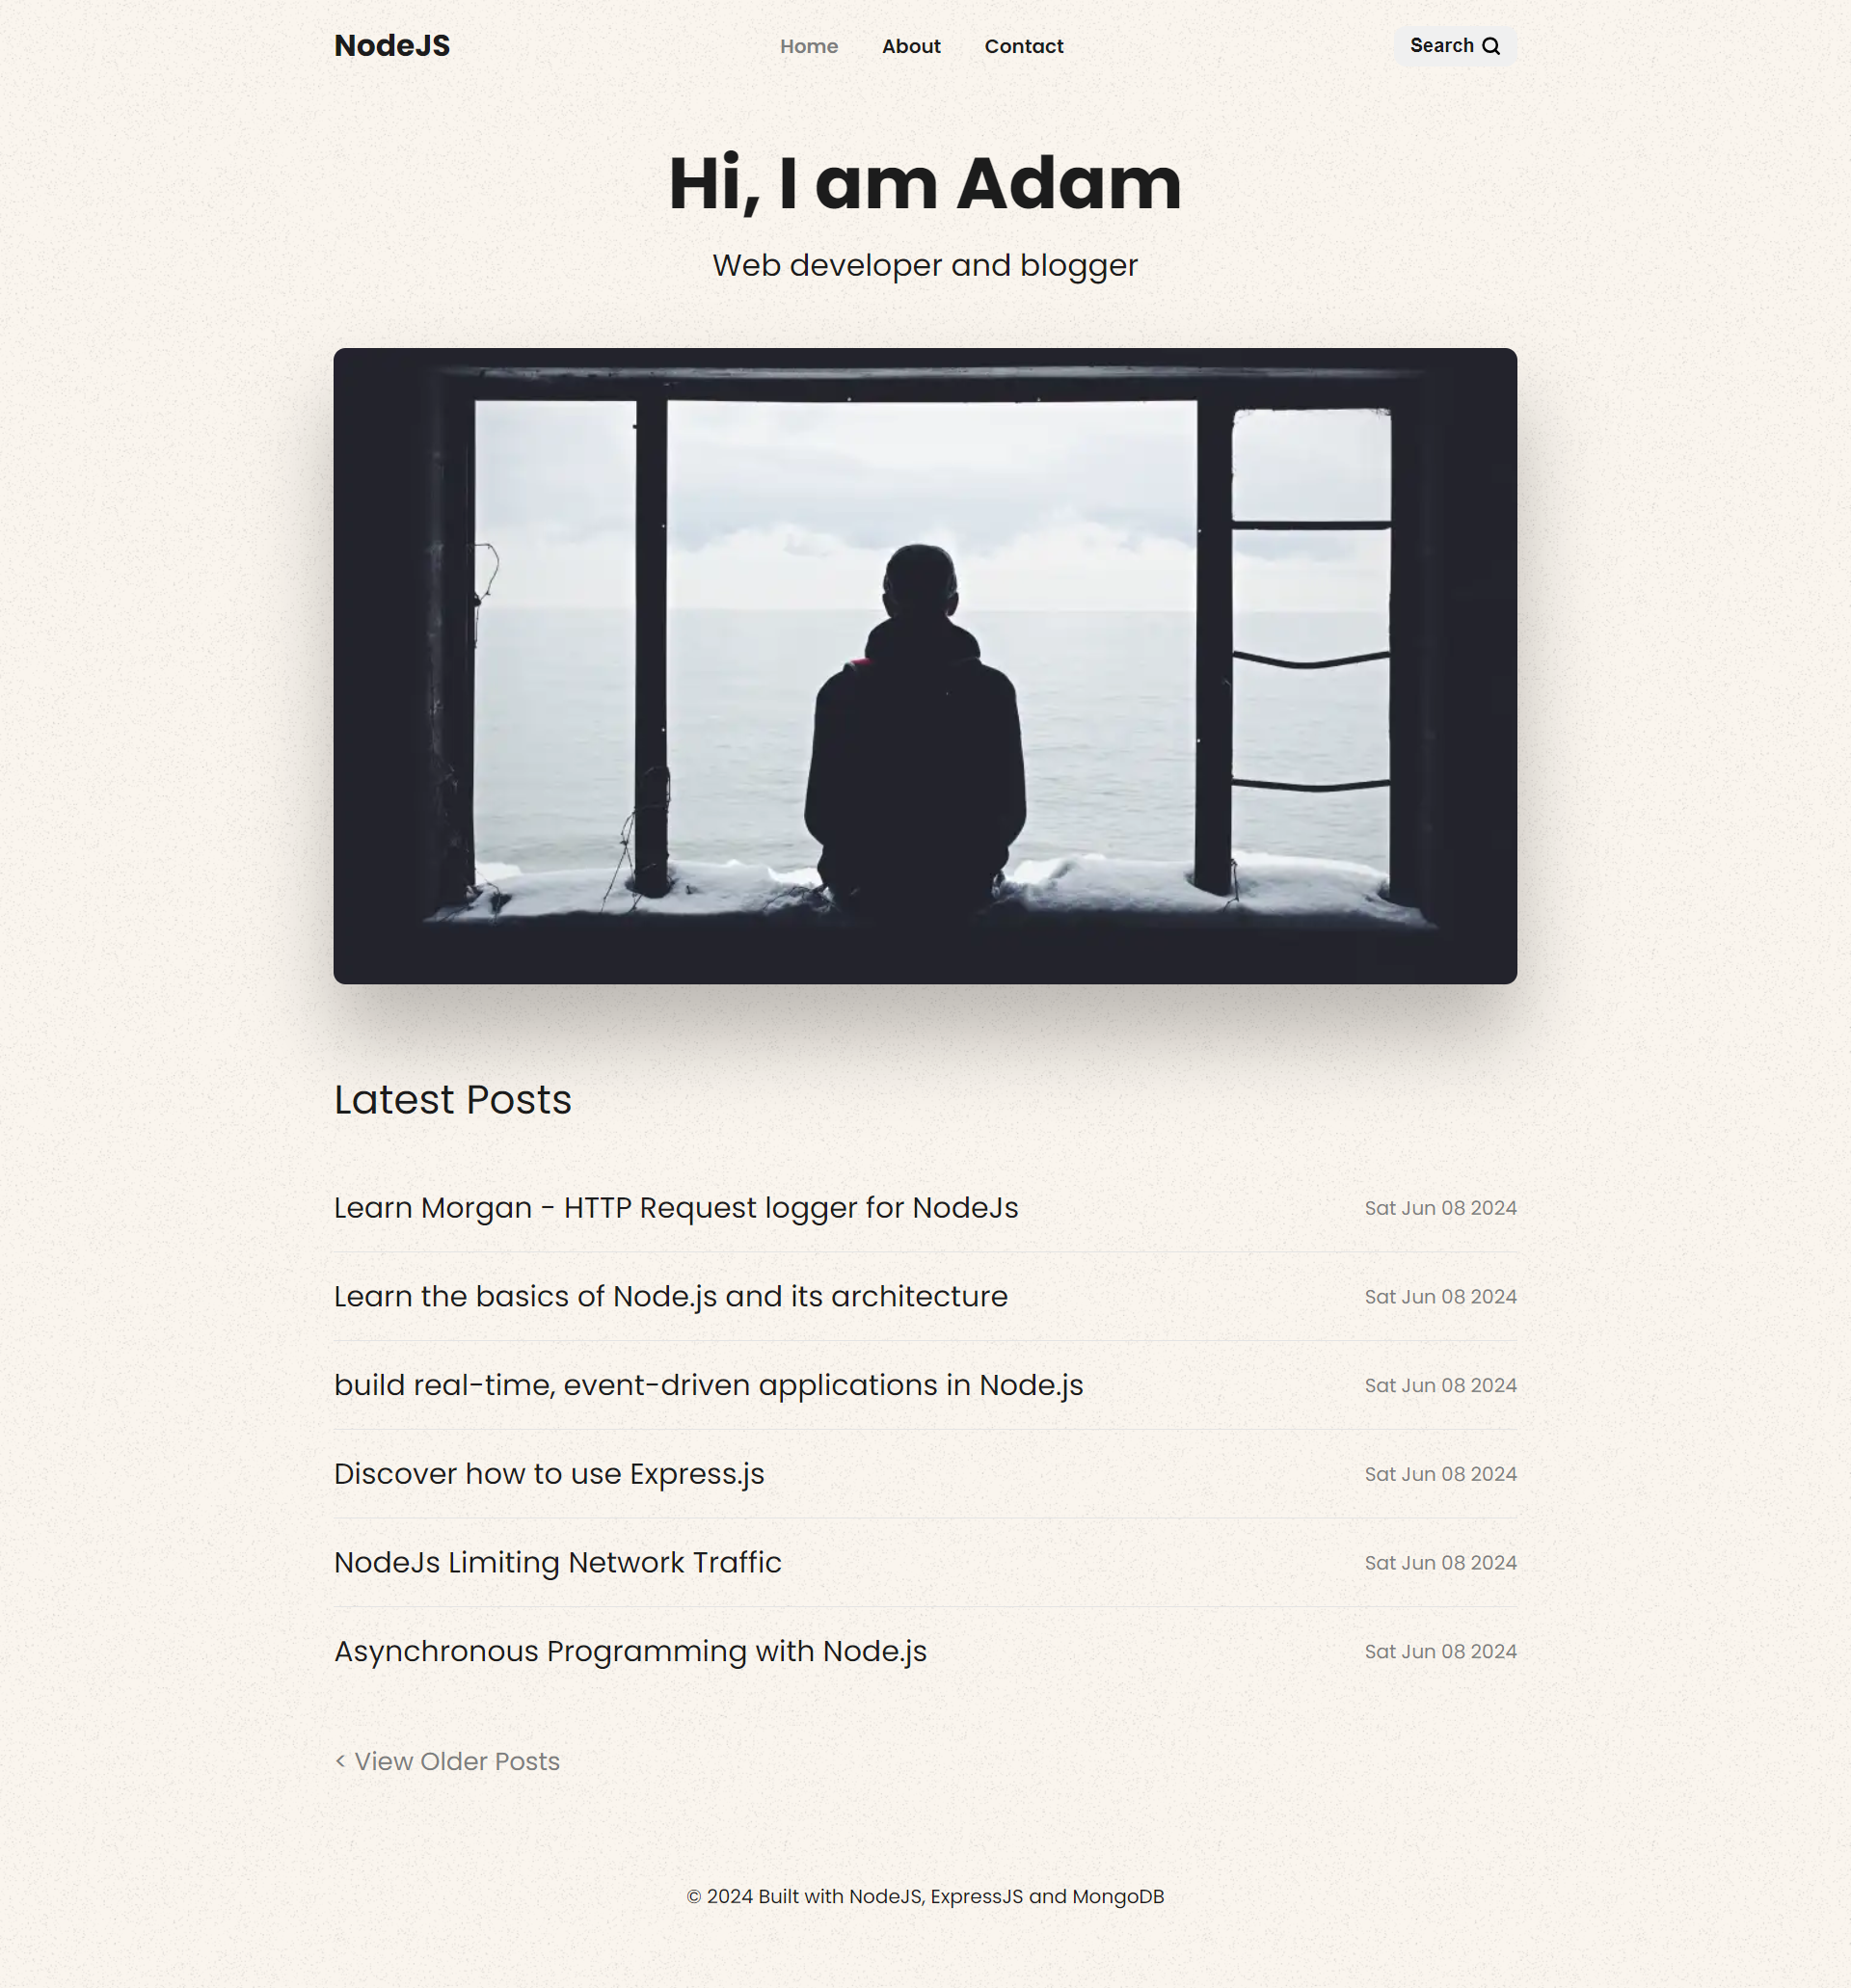 NodeJS
Home About Contact
Search
Hi, I am Adam
Web developer and blogger
Latest Posts
Learn Morgan - HTTP Request logger for NodeJs Sat Jun 08 2024
Learn the basics of Node.js and its architecture Sat Jun 08 2024
build real-time, event-driven applications in Node.js Sat Jun 08 2024
Discover how to use Express.js Sat Jun 08 2024
NodeJs Limiting Network Traffic Sat Jun 08 2024
Asynchronous Programming with Node.js Sat Jun 08 2024
< View Older Posts
© 2024 Built with NodeJS, ExpressJS and MongoDB